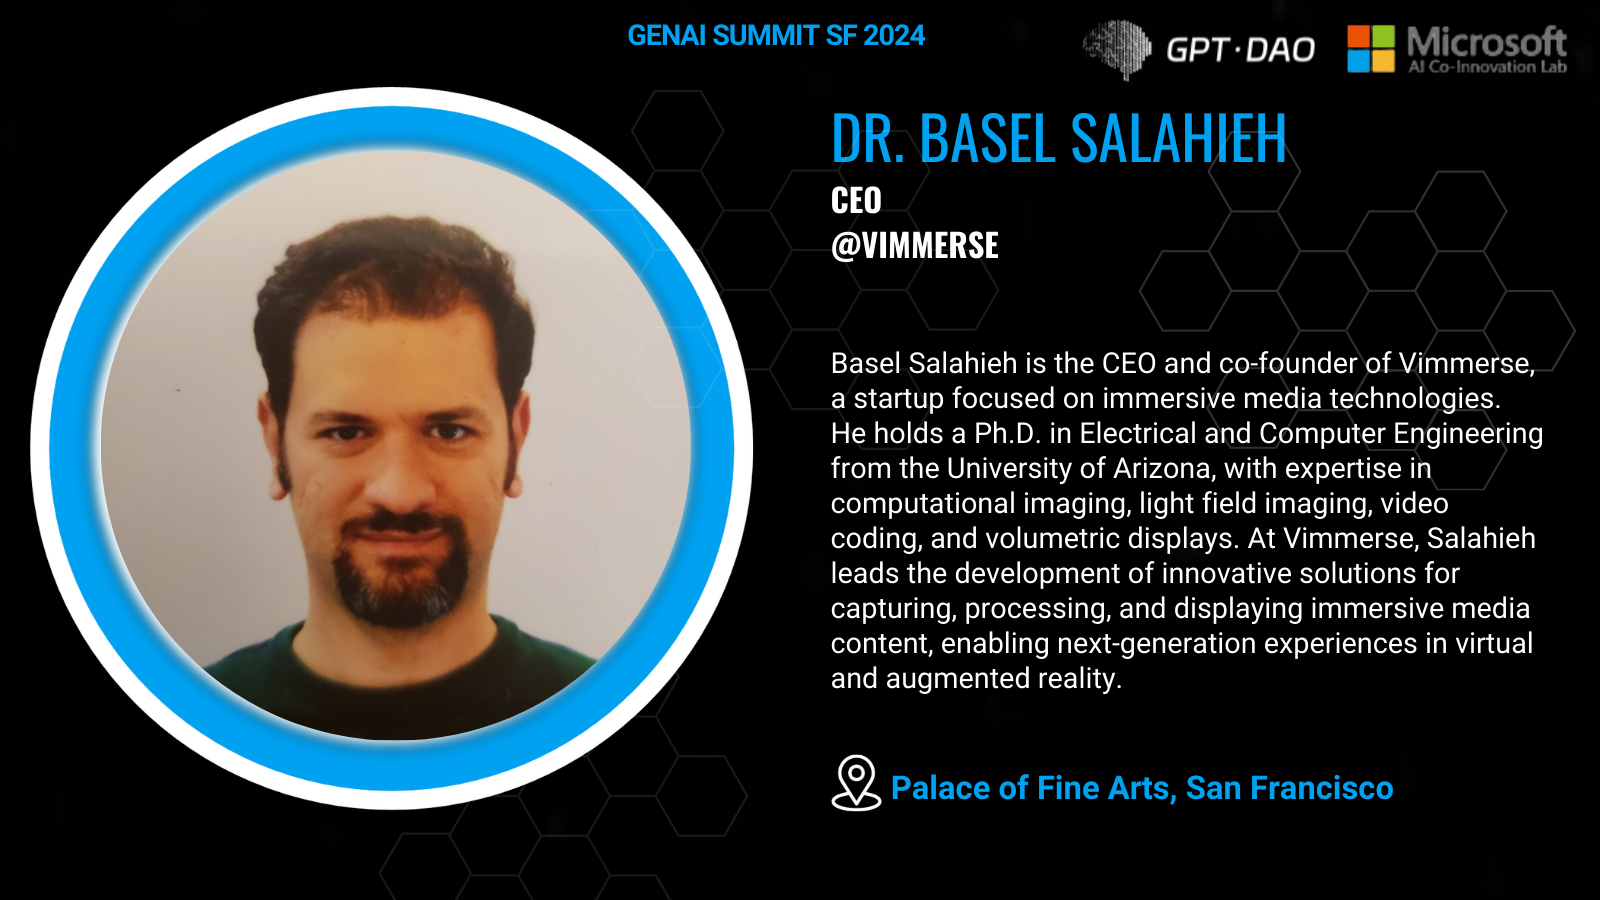 GENAI SUMMIT SF 2024
GPT·DAO
Microsoft
AI Co-Innovation Lab
DR. BASEL SALAHIEH
CEO
@VIMMERSE
Basel Salahieh is the CEO and co-founder of Vimmerse,
a startup focused on immersive media technologies.
He holds a Ph.D. in Electrical and Computer Engineering
from the University of Arizona, with expertise in
computational imaging, light field imaging, video
coding, and volumetric displays. At Vimmerse, Salahieh
leads the development of innovative solutions for
capturing, processing, and displaying immersive media
content, enabling next-generation experiences in virtual
and augmented reality.
Palace of Fine Arts, San Francisco